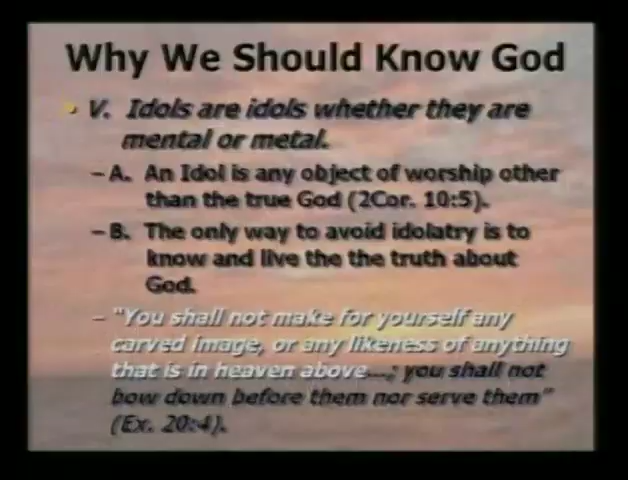 Why We Should Know God
• V. Idols are idols whether they are
mental or metal.
– A. An Idol is any object of worship other
than the true God (2Cor. 10:5).
– B. The only way to avoid idolatry is to
know and live the the truth about
God.
– "You shall not make for yourself any
carved image, or any likeness of anything
that is in heaven above...; you shall not
bow down before them nor serve them"
(Ex. 20:4).